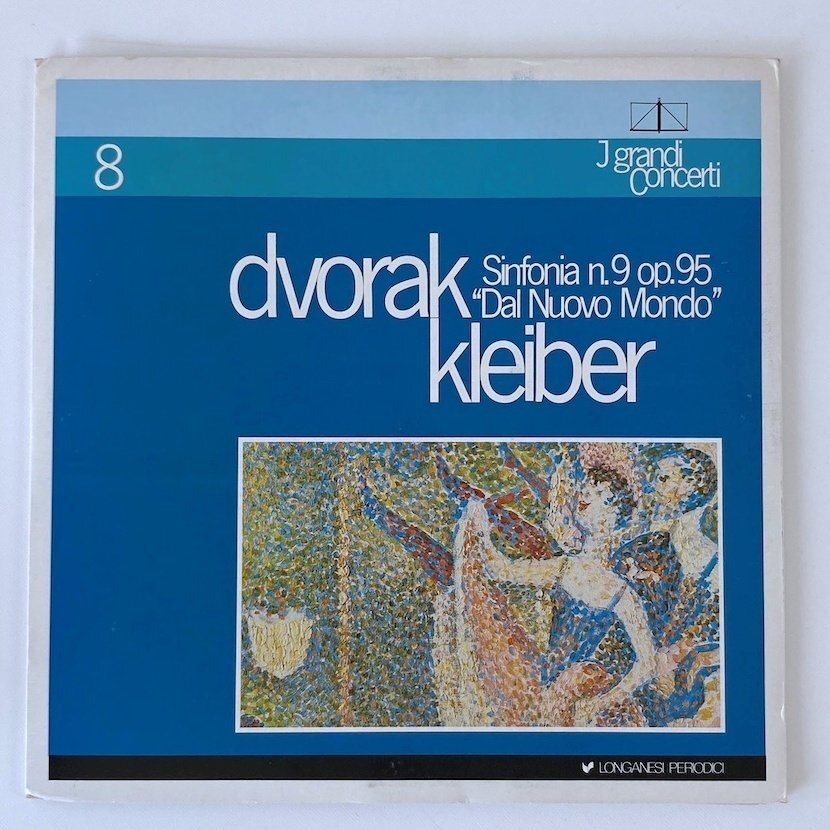 8
J grandi
Concerti
dvorak
Sinfonia n.9 op.95
“Dal Nuovo Mondo”
kleiber
LONGANESI PERIODICI